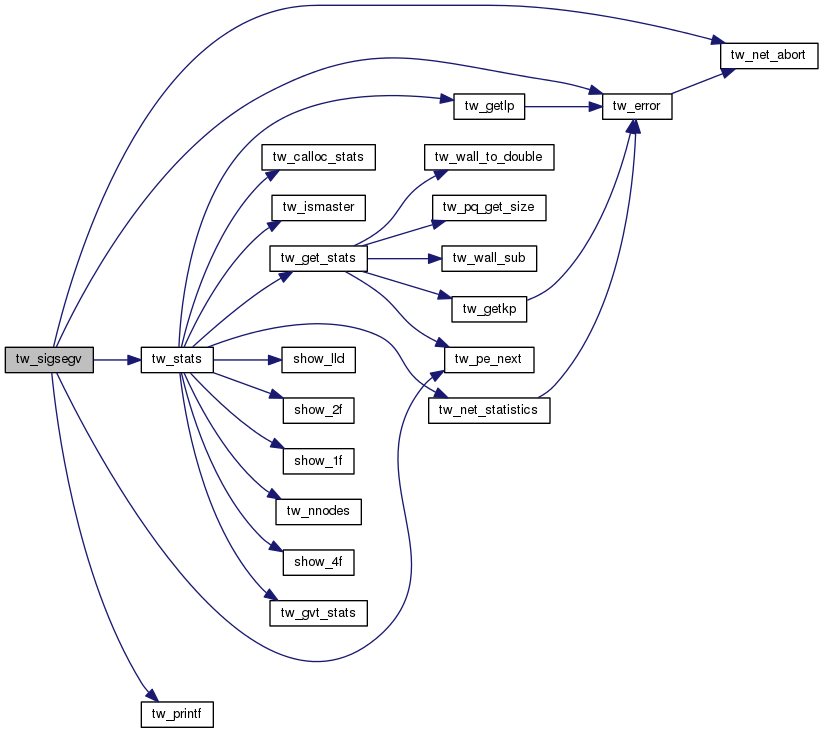 tw_net_abort
tw_getlp
tw_error
tw_calloc_stats
tw_wall_to_double
tw_ismaster
tw_pq_get_size
tw_get_stats
tw_wall_sub
tw_getkp
tw_sigsegv
tw_stats
show_lld
tw_pe_next
show_2f
tw_net_statistics
show_1f
tw_nnodes
show_4f
tw_gvt_stats
tw_printf